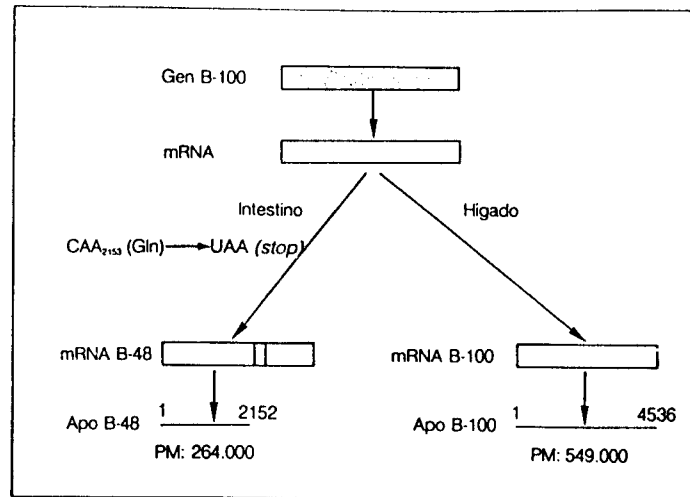 Gen B-100
mRNA
Intestino
Hígado
CAA₂₁₅₃ (Gln) → UAA (stop)
mRNA B-48
mRNA B-100
1 2152
Apo B-48
1 4536
Apo B-100
PM: 264.000
PM: 549.000